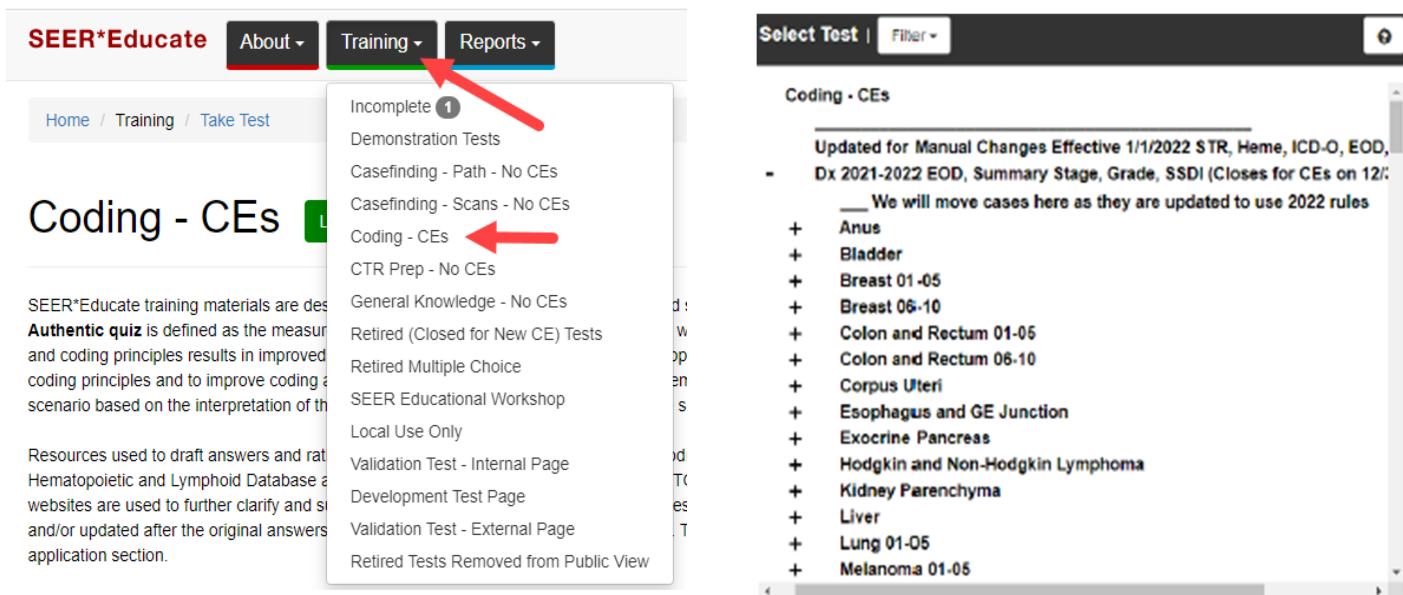 SEER*Educate About Training Reports
Home / Training / Take Test
Coding - CEs L
SEER*Educate training materials are des
Authentic quiz is defined as the measur
and coding principles results in improved
coding principles and to improve coding a
scenario based on the interpretation of th
Resources used to draft answers and rat
Hematopoietic and Lymphoid Database a
websites are used to further clarify and su
and/or updated after the original answers
application section.
Incomplete 1
Demonstration Tests
Casefinding - Path - No CEs
Casefinding - Scans - No CEs
Coding - CEs
CTR Prep - No CEs
General Knowledge - No CEs
Retired (Closed for New CE) Tests
Retired Multiple Choice
SEER Educational Workshop
Local Use Only
Validation Test - Internal Page
Development Test Page
Validation Test - External Page
Retired Tests Removed from Public View
Select Test | Filter
Coding - CEs
Updated for Manual Changes Effective 1/1/2022 STR, Heme, ICD-O, EOD,
- Dx 2021-2022 EOD, Summary Stage, Grade, SSDI (Closes for CEs on 12/3
___ We will move cases here as they are updated to use 2022 rules
+ Anus
+ Bladder
+ Breast 01-05
+ Breast 06-10
+ Colon and Rectum 01-05
+ Colon and Rectum 06-10
+ Corpus Uteri
+ Esophagus and GE Junction
+ Exocrine Pancreas
+ Hodgkin and Non-Hodgkin Lymphoma
+ Kidney Parenchyma
+ Liver
+ Lung 01-05
+ Melanoma 01-05